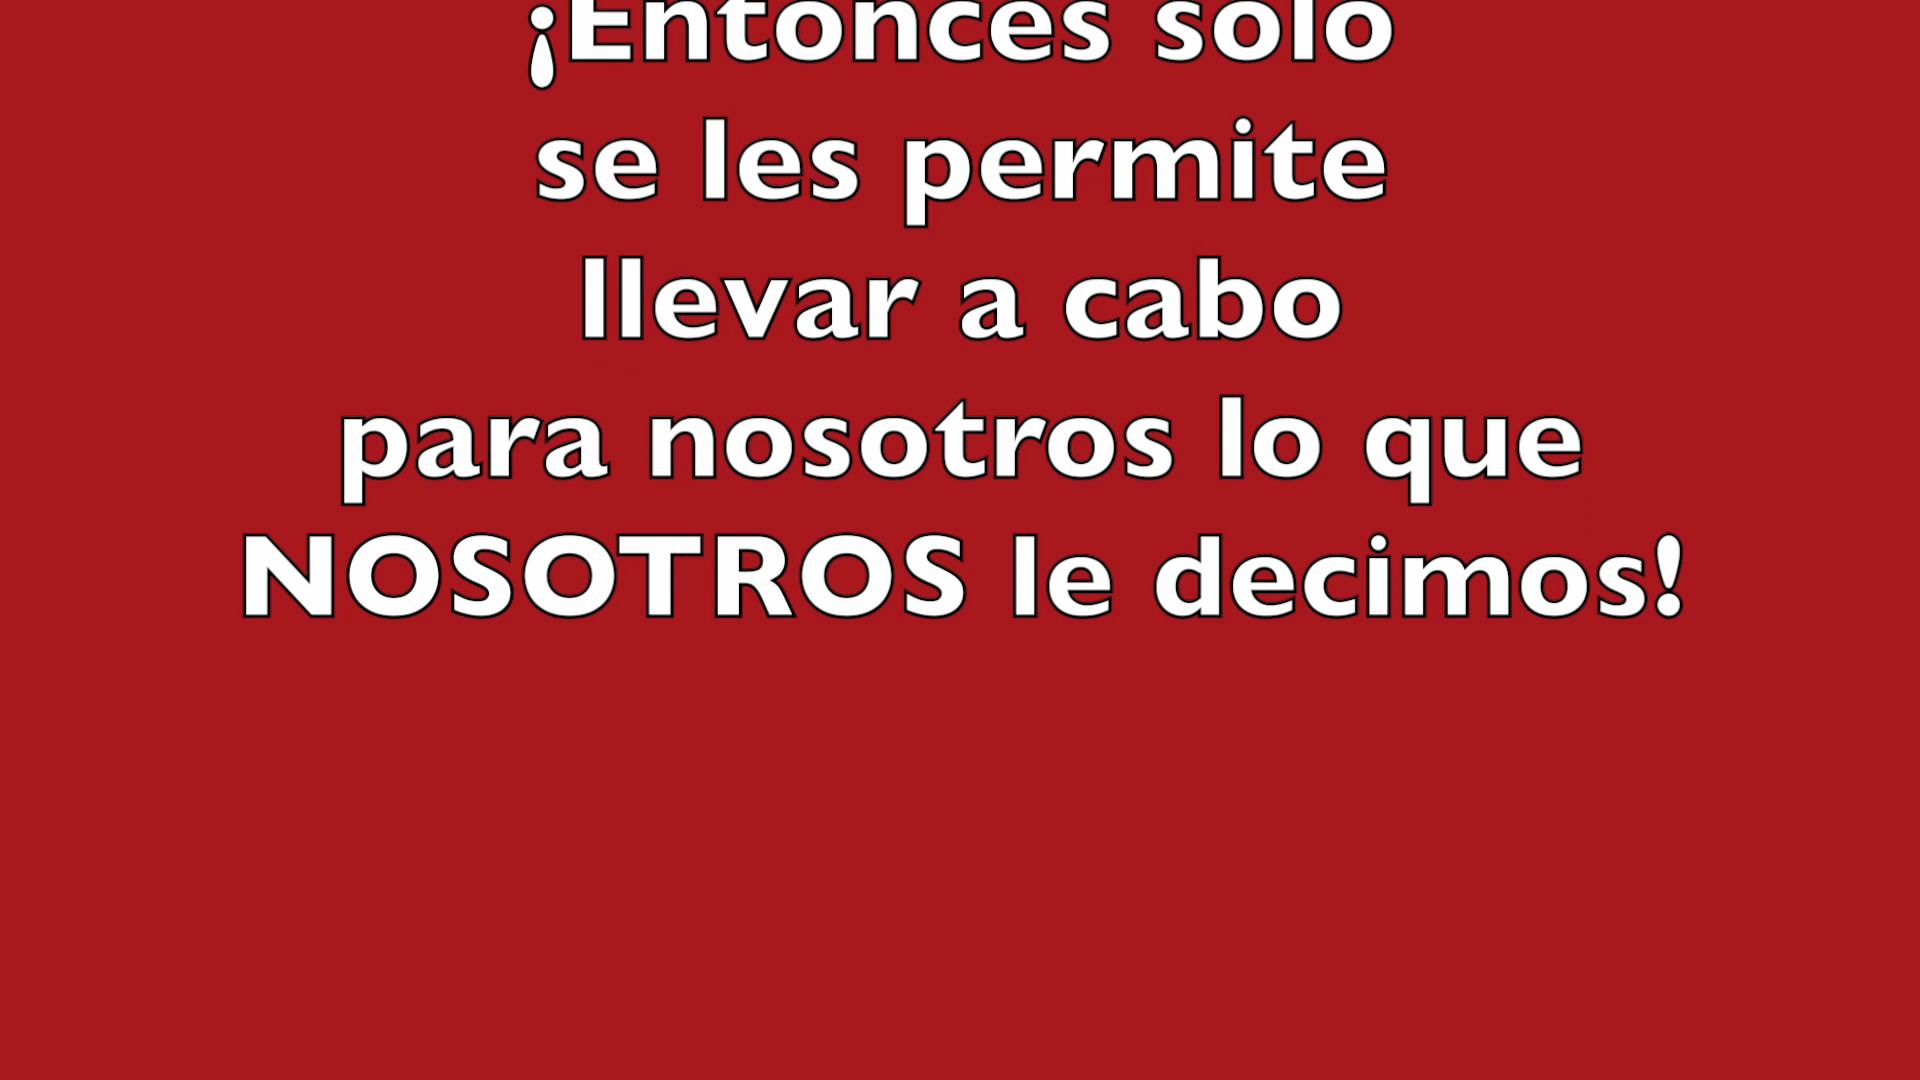 ¡Entonces solo
se les permite
llevar a cabo
para nosotros lo que
NOSOTROS le decimos!